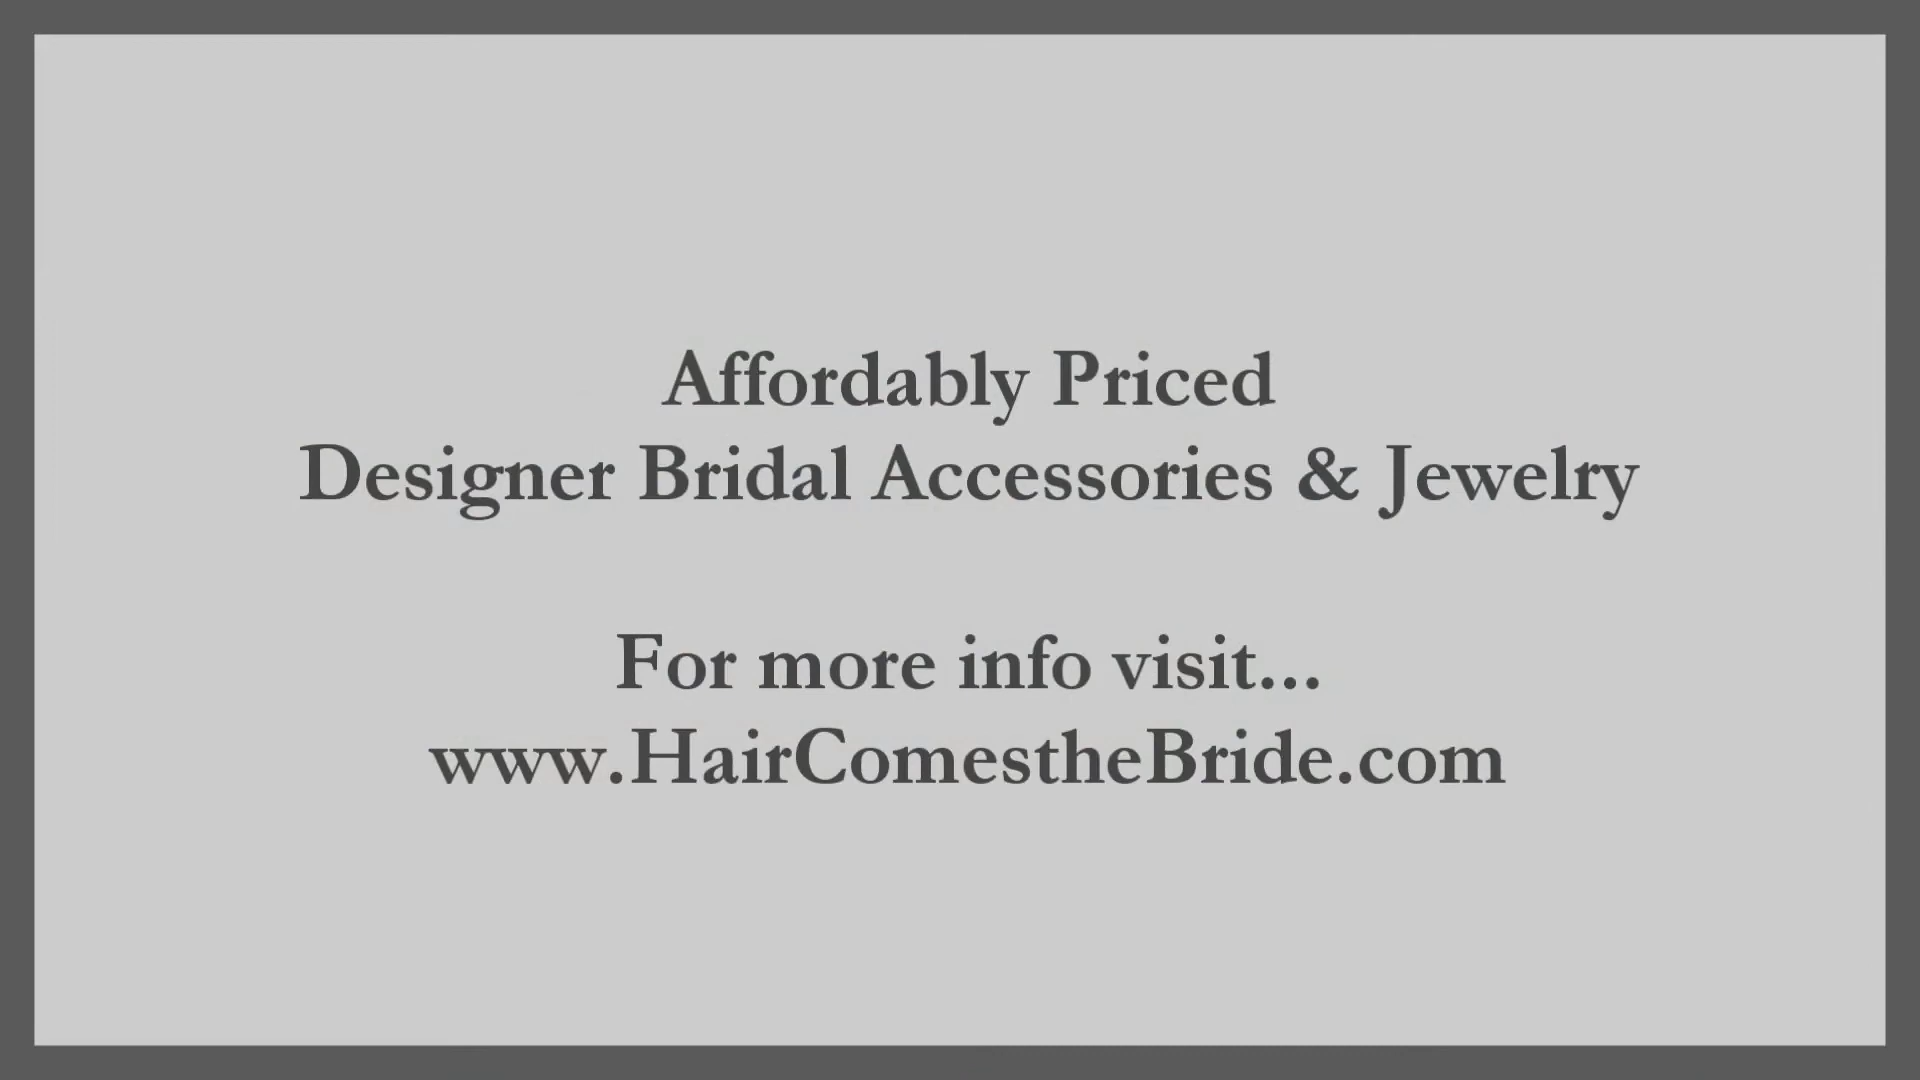 Affordably Priced
Designer Bridal Accessories & Jewelry
For more info visit...
www.HairComestheBride.com